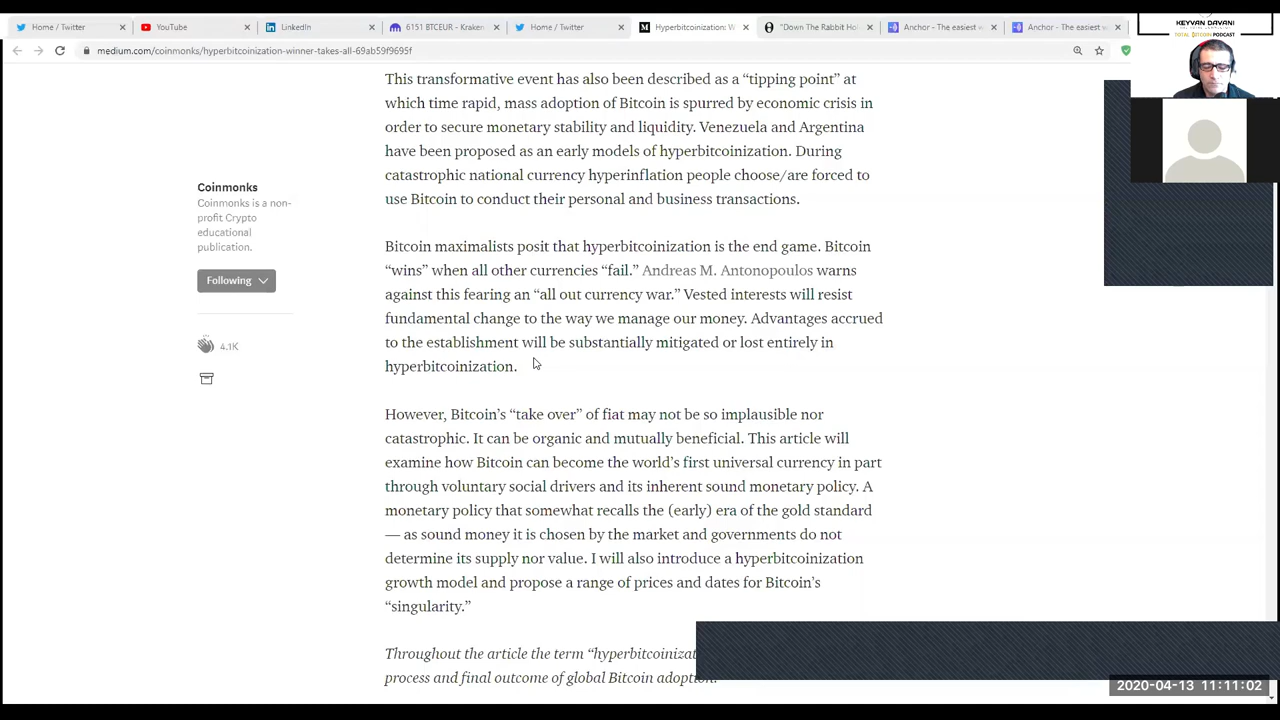 Home / Twitter
YouTube
LinkedIn
6151 BTCEUR - Kraken
Home / Twitter
Hyperbitcoinization: W
"Down The Rabbit Hol
Anchor - The easiest w
Anchor - The easiest w
KEYVAN DAVANI
TOTAL BITCOIN PODCAST
medium.com/coinmonks/hyperbitcoinization-winner-takes-all-69ab59f9695f
This transformative event has also been described as a “tipping point” at
which time rapid, mass adoption of Bitcoin is spurred by economic crisis in
order to secure monetary stability and liquidity. Venezuela and Argentina
have been proposed as an early models of hyperbitcoinization. During
catastrophic national currency hyperinflation people choose/are forced to
use Bitcoin to conduct their personal and business transactions.
Coinmonks
Coinmonks is a non-
profit Crypto
educational
publication.
Following
4.1K
Bitcoin maximalists posit that hyperbitcoinization is the end game. Bitcoin
“wins” when all other currencies “fail.” Andreas M. Antonopoulos warns
against this fearing an “all out currency war.” Vested interests will resist
fundamental change to the way we manage our money. Advantages accrued
to the establishment will be substantially mitigated or lost entirely in
hyperbitcoinization.
However, Bitcoin’s “take over” of fiat may not be so implausible nor
catastrophic. It can be organic and mutually beneficial. This article will
examine how Bitcoin can become the world’s first universal currency in part
through voluntary social drivers and its inherent sound monetary policy. A
monetary policy that somewhat recalls the (early) era of the gold standard
— as sound money it is chosen by the market and governments do not
determine its supply nor value. I will also introduce a hyperbitcoinization
growth model and propose a range of prices and dates for Bitcoin’s
“singularity.”
Throughout the article the term “hyperbitcoinizat
process and final outcome of global Bitcoin adoption.
2020-04-13 11:11:02